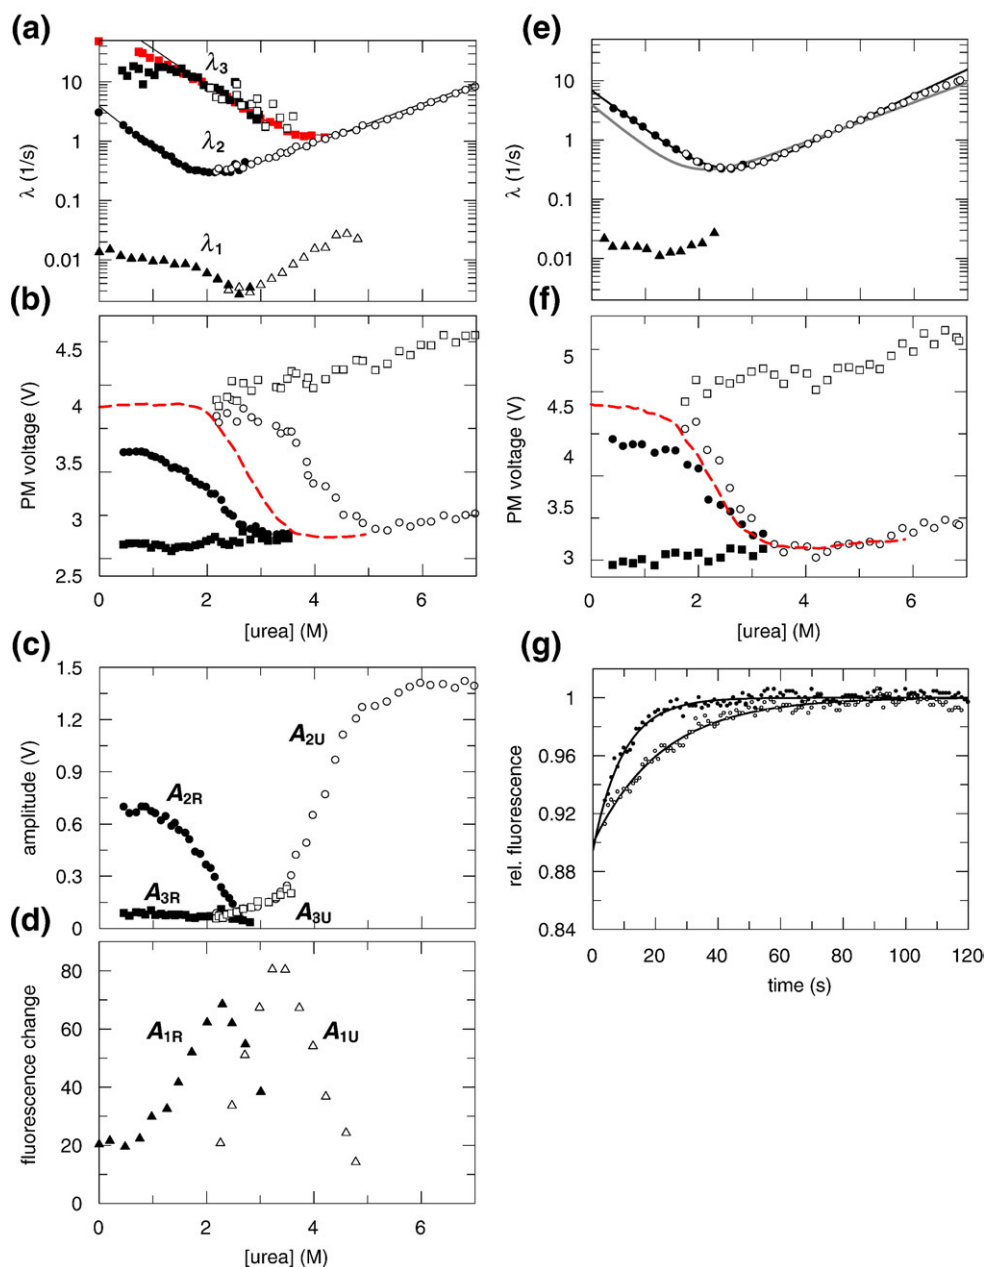 (a)
10
1
0.1
0.01
λ (1/s)
λ3
λ2
λ1
(b)
4.5
4
3.5
3
2.5
PM voltage (V)
0 2 4 6
[urea] (M)
(c)
1.5
1.2
0.9
0.6
0.3
0
amplitude (V)
A2R
A3R
A2U
A3U
(d)
80
60
40
20
0
fluorescence change
A1R
A1U
0 2 4 6
[urea] (M)
(e)
10
1
0.1
0.01
λ (1/s)
(f)
5
4.5
4
3.5
3
PM voltage (V)
0 2 4 6
[urea] (M)
(g)
1
0.96
0.92
0.88
0.84
rel. fluorescence
0 20 40 60 80 100 120
time (s)